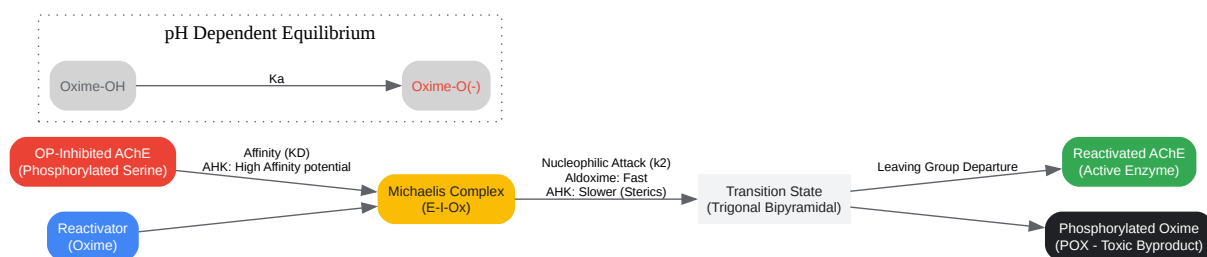 pH Dependent Equilibrium
Oxime-OH
Ka
Oxime-O(-)
OP-Inhibited AChE
(Phosphorylated Serine)
Affinity (KD)
AHK: High Affinity potential
Reactivator
(Oxime)
Michaelis Complex
(E-I-Ox)
Nucleophilic Attack (k2)
Aldoxime: Fast
AHK: Slower (Sterics)
Transition State
(Trigonal Bipyramidal)
Leaving Group Departure
Reactivated AChE
(Active Enzyme)
Phosphorylated Oxime
(POX - Toxic Byproduct)